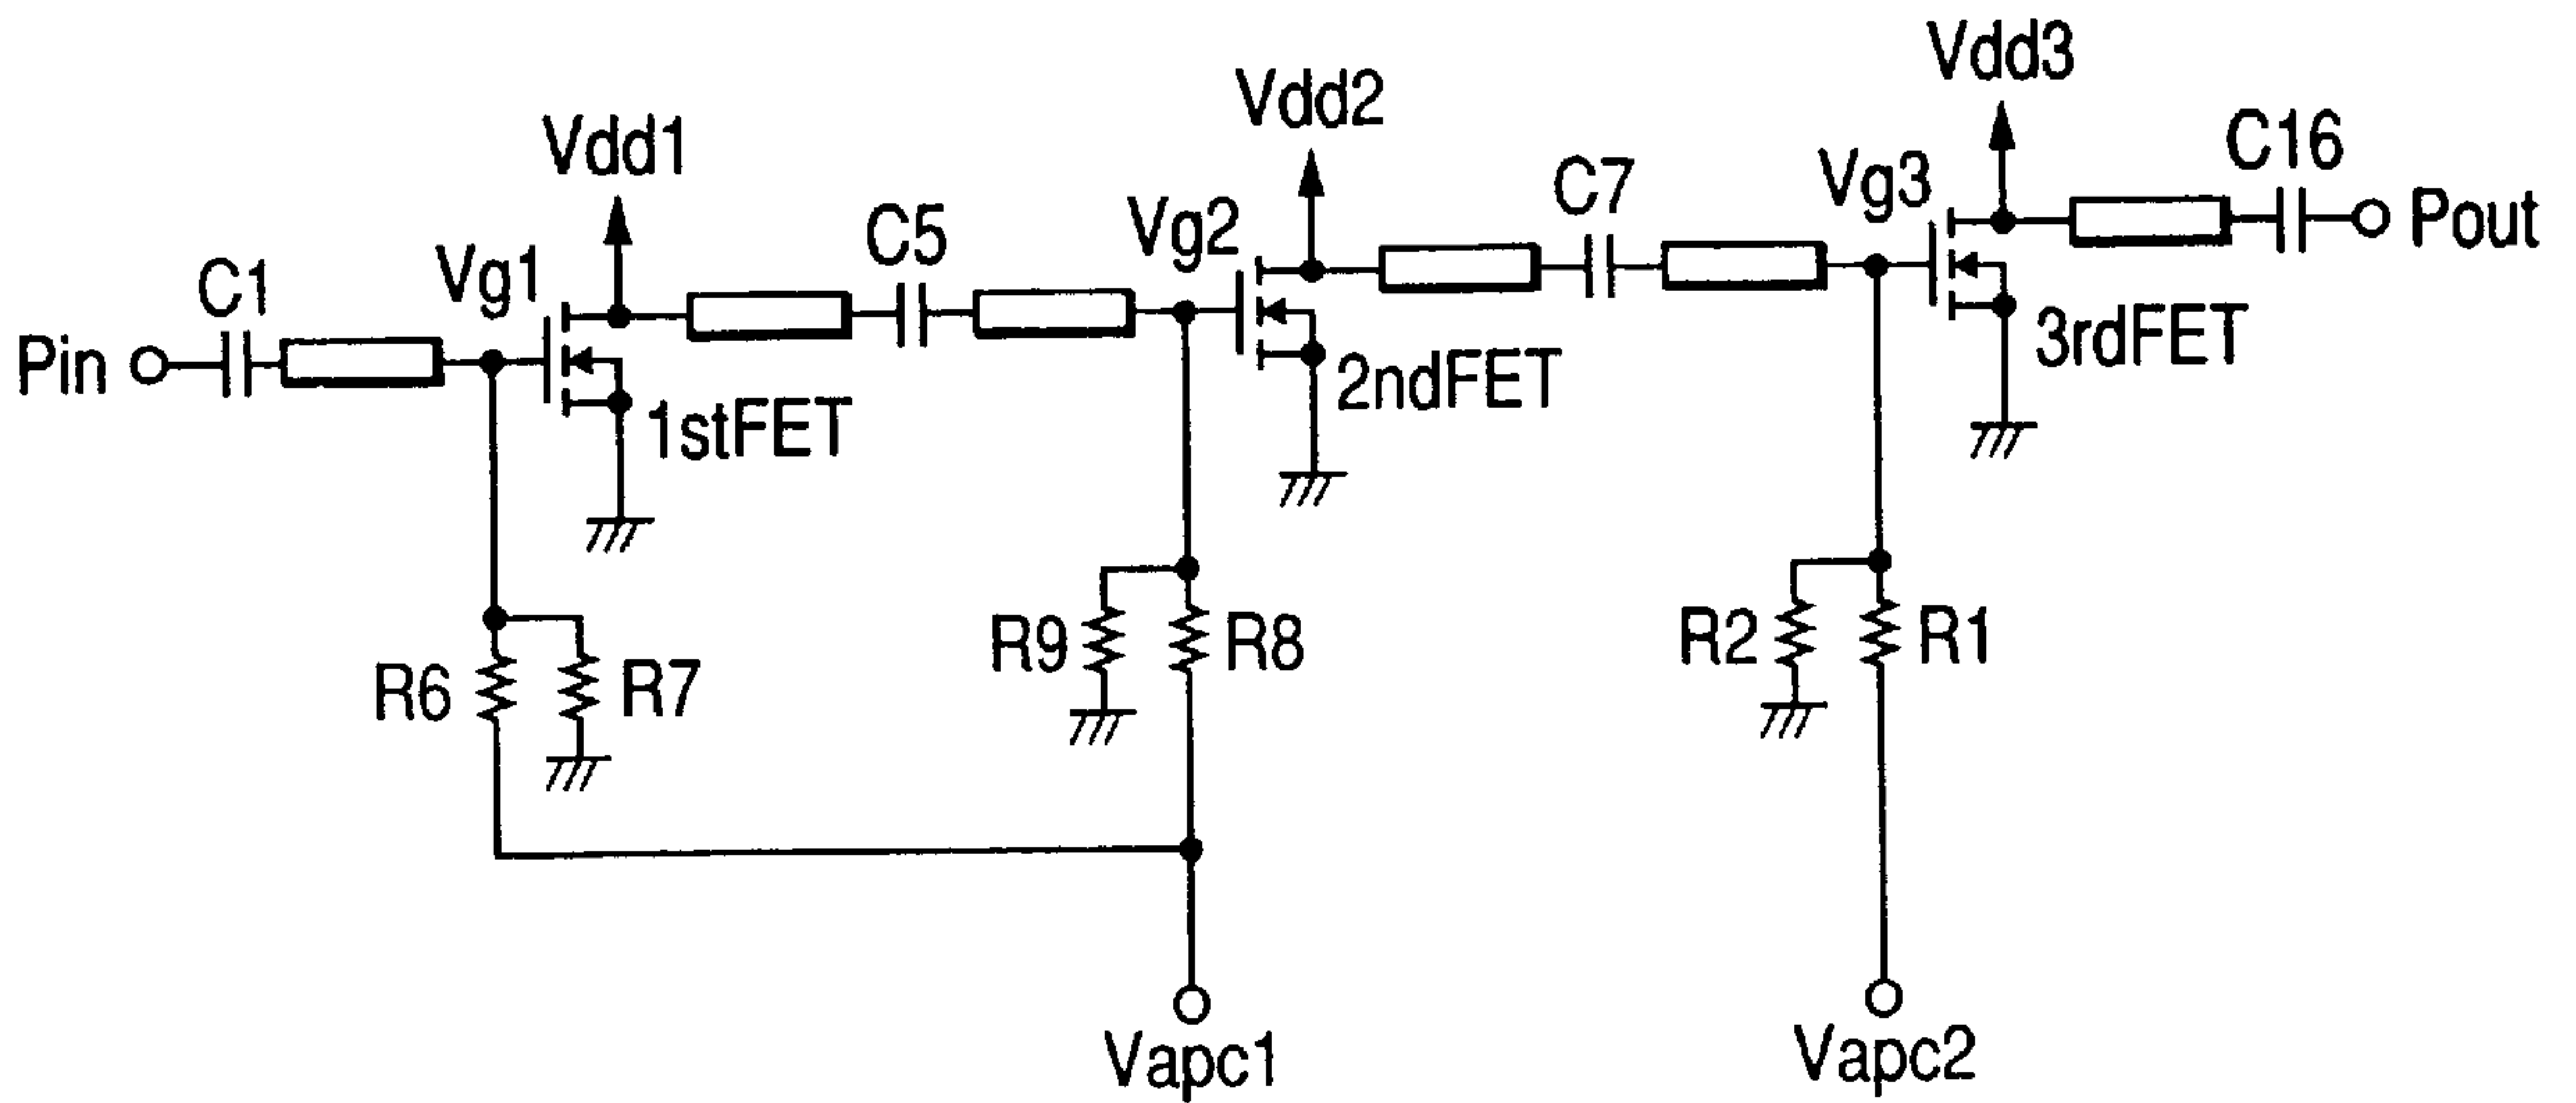 Vdd3
Vdd2
C16
Vdd1
Vg3
C7
Pout
Vg2
C5
Vg1
C1
3rdFET
Pin
2ndFET
1stFET
R2
R1
R9
R8
R6
R7
Vapc1
Vapc2